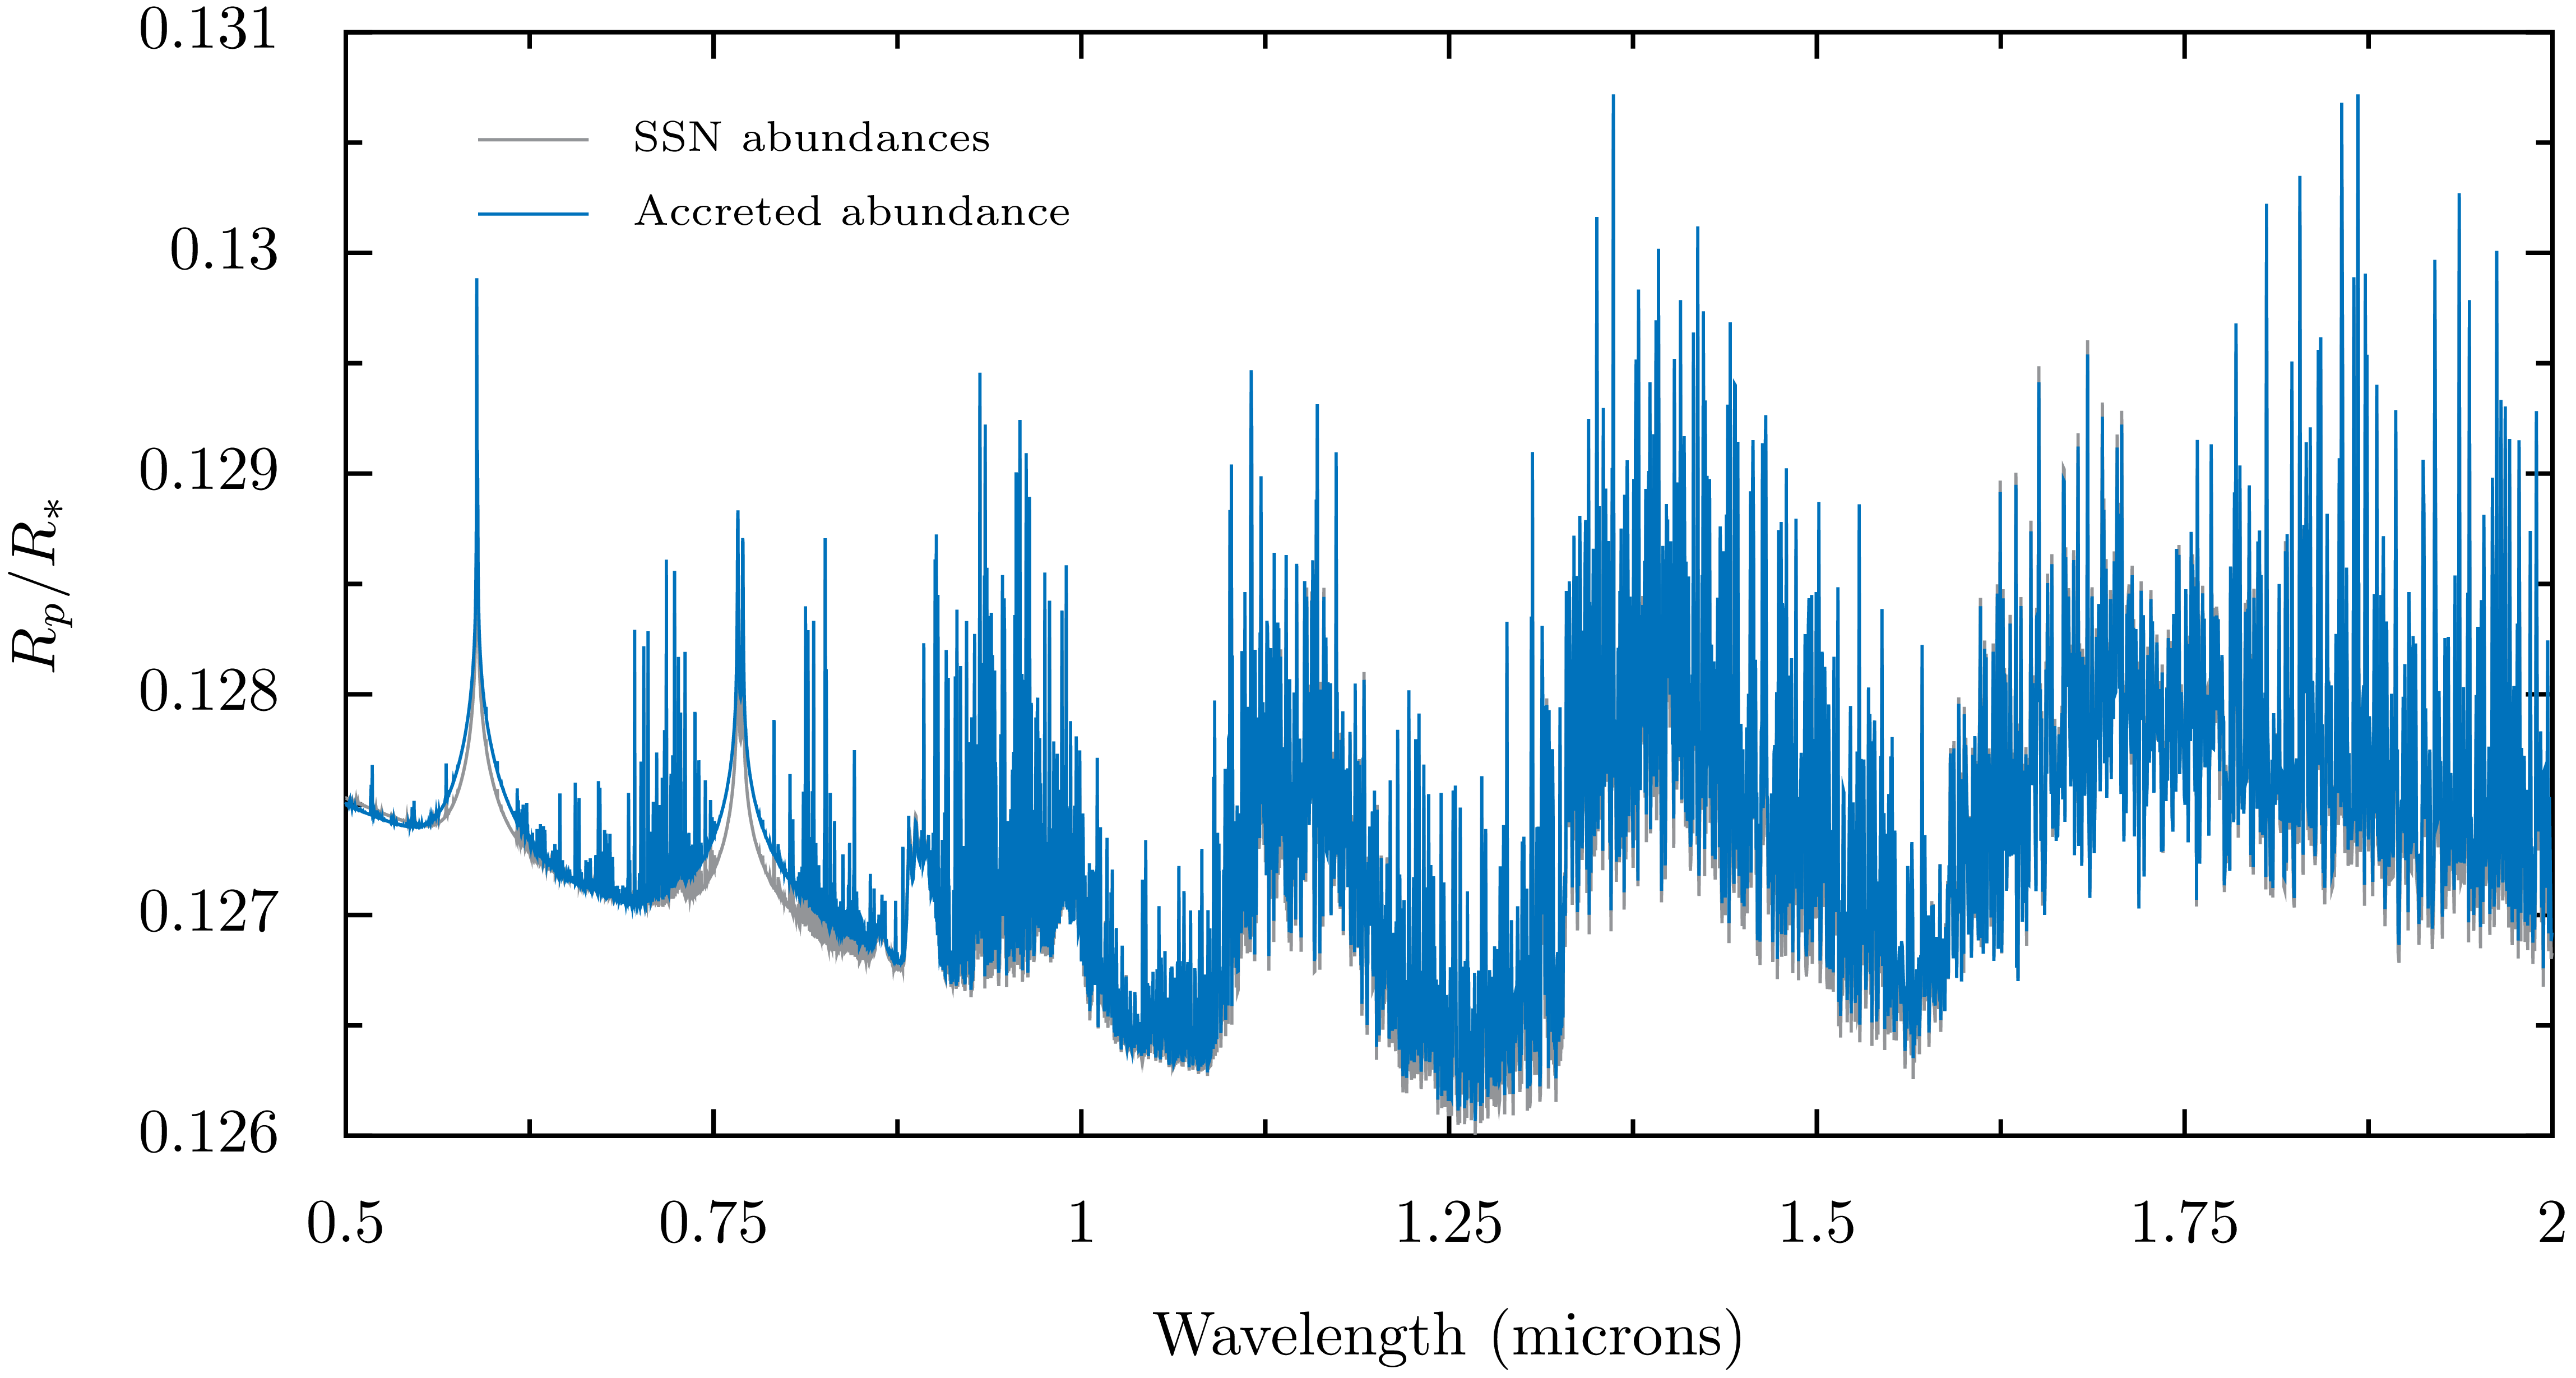 0.131
0.13
0.129
0.128
0.127
0.126
R_p/R_*
SSN abundances
Accreted abundance
0.5 0.75 1 1.25 1.5 1.75 2
Wavelength (microns)